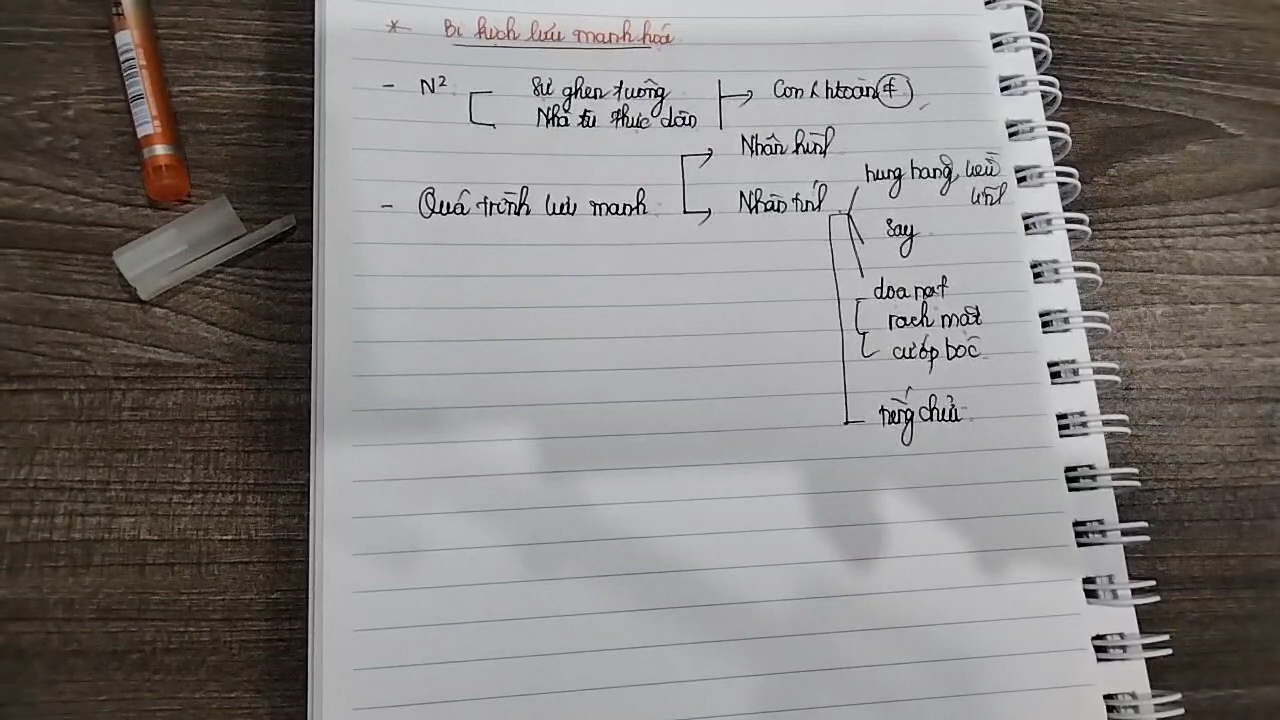 * Bi kịch lưu manh hoá
- N² Sự ghen tuông
Nhà tù thực dân
Con
- Quá trình lưu manh
Nhân hình
Nhân tính
hung hăng, liều
lĩnh
say
doạ nạt
rạch mặt
cướp bóc
tiếng chửi